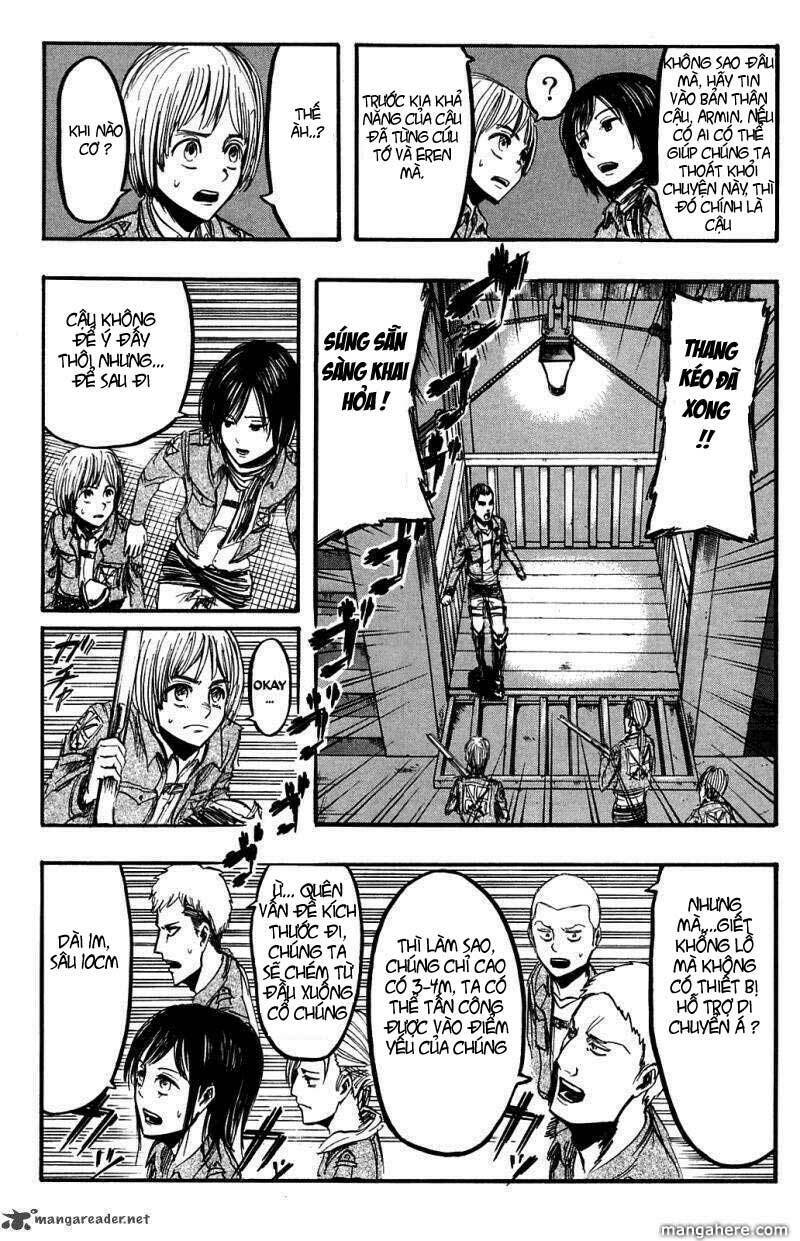 KHÔNG SAO ĐÂU
MÀ, HÃY TIN
VÀO BẢN THÂN
CẬU, ARMIN. NẾU
CÓ AI CÓ THỂ
GIÚP CHÚNG TA
THOÁT KHỎI
CHUYỆN NÀY, THÌ
ĐÓ CHÍNH LÀ
CẬU
?
TRƯỚC KIA KHẢ
NĂNG CỦA CẬU
ĐÃ TỪNG CỨU
TỚ VÀ EREN
MÀ.
THẾ
ÀH..?
KHI NÀO
CƠ ?
THANG
KÉO ĐÃ
XONG
!!
SÚNG SẴN
SÀNG KHAI
HỎA !
CẬU KHÔNG
ĐỂ Ý ĐẤY
THÔI NHƯNG...
ĐỂ SAU ĐI
OKAY
...
ガチャ
NHƯNG
MÀ,...GIẾT
KHỔNG LỒ
MÀ KHÔNG
CÓ THIẾT BỊ
HỖ TRỢ DI
CHUYỂN Á ?
THÌ LÀM SAO,
CHÚNG CHỈ CAO
CÓ 3-4M, TA CÓ
THỂ TẤN CÔNG
ĐƯỢC VÀO ĐIỂM
YẾU CỦA CHÚNG
Ừ... QUÊN
VẤN ĐỀ KÍCH
THƯỚC ĐI,
CHÚNG TA
SẼ CHÉM TỪ
ĐẦU XUỐNG
CỔ CHÚNG
DÀI 1M,
SÂU 10CM
mangareader.net
www.mangahere.com